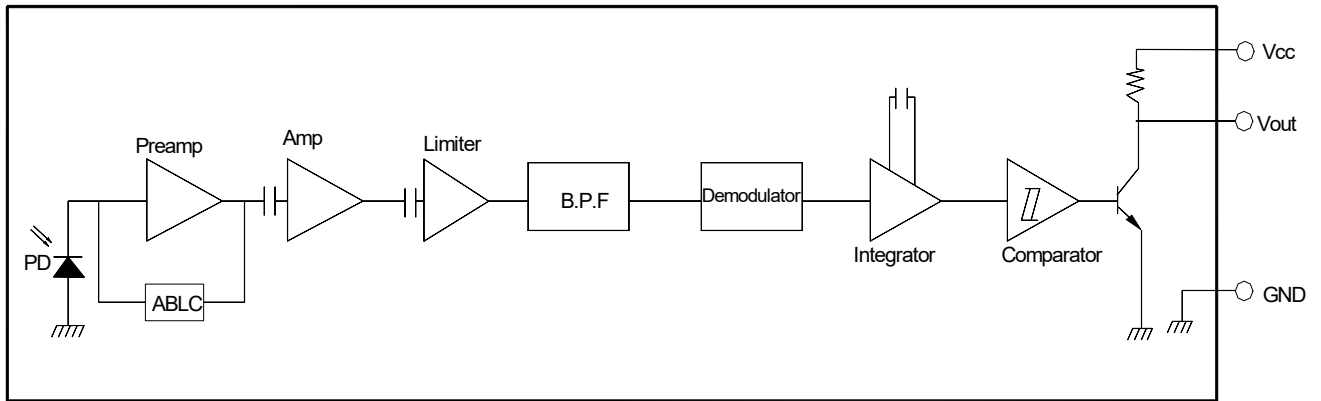 Vcc
Vout
Preamp
Amp
Limiter
B.P.F
Demodulator
Integrator
Comparator
PD
ABLC
GND